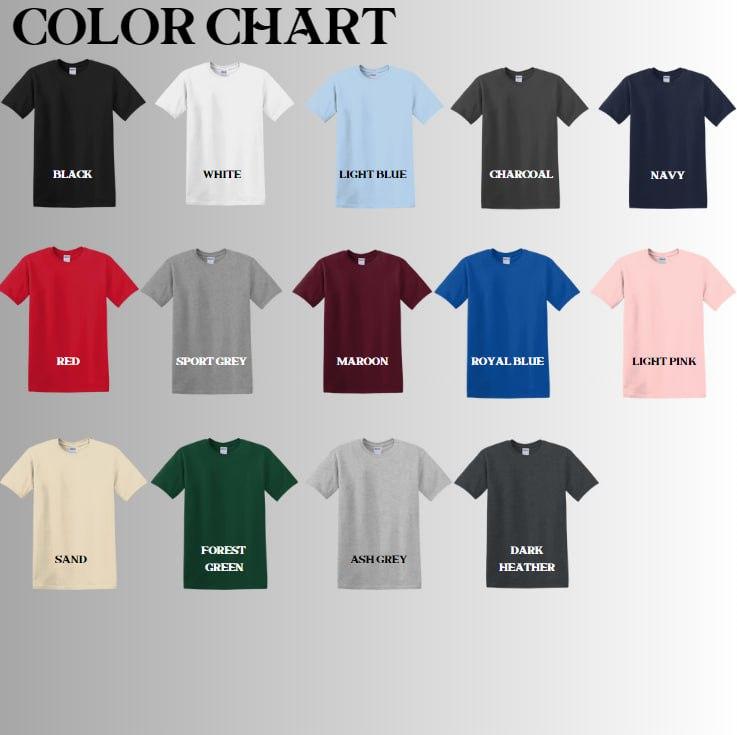 COLOR CHART
BLACK
WHITE
LIGHT BLUE
CHARCOAL
NAVY
RED
SPORT GREY
MAROON
ROYAL BLUE
LIGHT PINK
SAND
FOREST
GREEN
ASH GREY
DARK
HEATHER